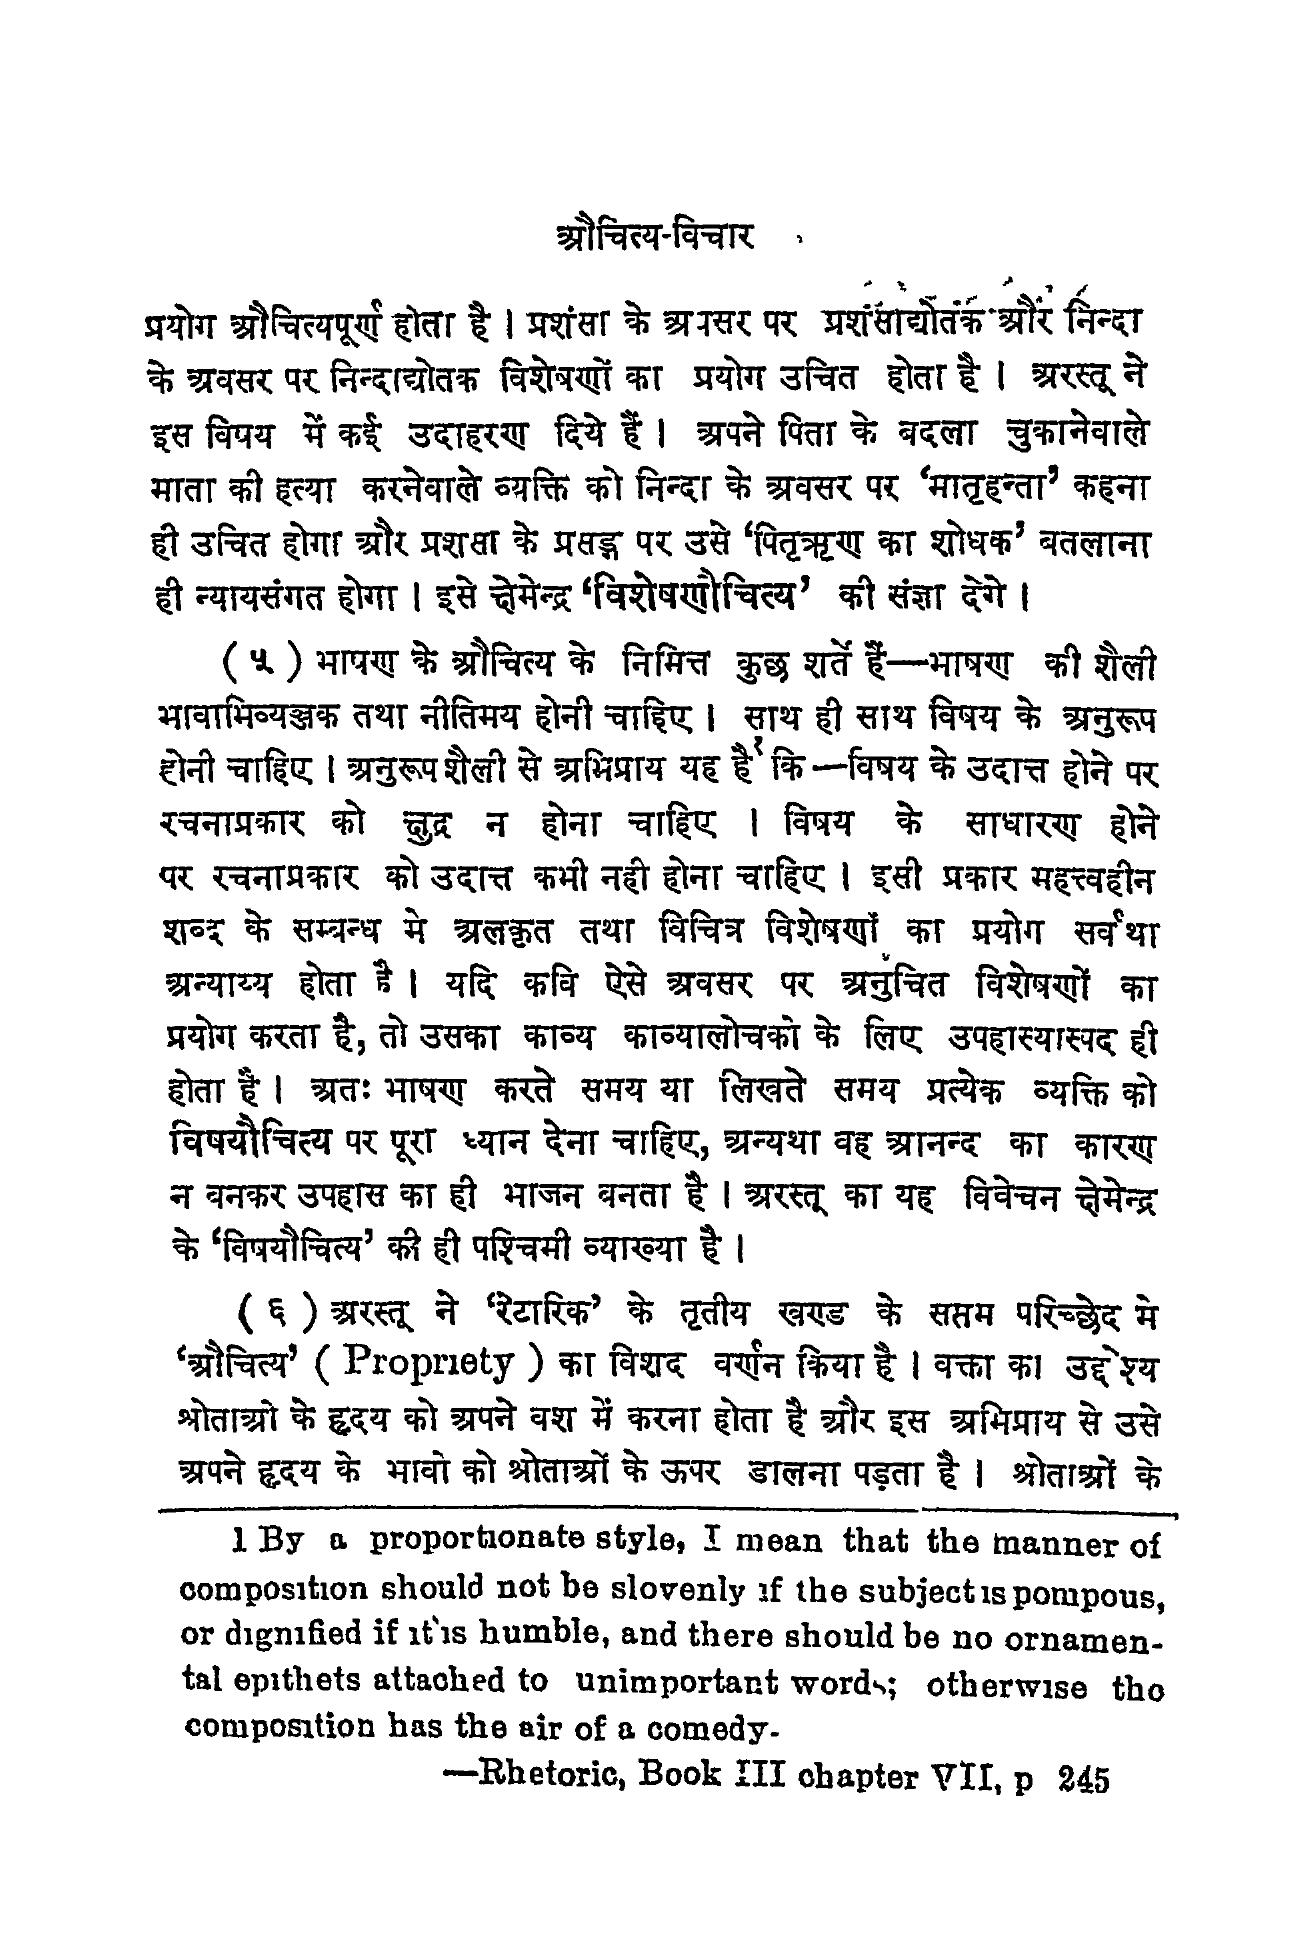 औचित्य-विचार
प्रयोग औचित्यपूर्ण होता है । प्रशंसा के अवसर पर प्रशंसाद्योतक और निन्दा
के अवसर पर निन्दाद्योतक विशेषणों का प्रयोग उचित होता है । अरस्तू ने
इस विषय में कई उदाहरण दिये हैं । अपने पिता के बदला चुकानेवाले
माता की हत्या करनेवाले व्यक्ति को निन्दा के अवसर पर ‘मातृहन्ता’ कहना
ही उचित होगा और प्रशसा के प्रसङ्ग पर उसे ‘पितृऋण का शोधक’ बतलाना
ही न्यायसंगत होगा । इसे क्षेमेन्द्र ‘विशेषणौचित्य’ की संज्ञा देंगे ।
( ५ ) भाषण के औचित्य के निमित्त कुछ शर्ते हैं—भाषण की शैली
भावाभिव्यञ्जक तथा नीतिमय होनी चाहिए । साथ ही साथ विषय के अनुरूप
होनी चाहिए । अनुरूप शैली से अभिप्राय यह है१ कि—विषय के उदात्त होने पर
रचनाप्रकार को क्षुद्र न होना चाहिए । विषय के साधारण होने
पर रचनाप्रकार को उदात्त कभी नही होना चाहिए । इसी प्रकार महत्त्वहीन
शब्द के सम्बन्ध मे अलकृत तथा विचित्र विशेषणों का प्रयोग सर्वथा
अन्याय्य होता है । यदि कवि ऐसे अवसर पर अनुचित विशेषणों का
प्रयोग करता है, तो उसका काव्य काव्यालोचको के लिए उपहास्यास्पद ही
होता है । अतः भाषण करते समय या लिखते समय प्रत्येक व्यक्ति को
विषयौचित्य पर पूरा ध्यान देना चाहिए, अन्यथा वह आनन्द का कारण
न बनकर उपहास का ही भाजन बनता है । अरस्तू का यह विवेचन क्षेमेन्द्र
के ‘विषयौचित्य’ की ही पश्चिमी व्याख्या है ।
( ६ ) अरस्तू ने ‘रेटारिक’ के तृतीय खण्ड के सप्तम परिच्छेद मे
‘औचित्य’ ( Propriety ) का विशद वर्णन किया है । वक्ता का उद्देश्य
श्रोताओ के हृदय को अपने वश में करना होता है और इस अभिप्राय से उसे
अपने हृदय के भावो को श्रोताओं के ऊपर डालना पड़ता है । श्रोताओं के
1 By a proportionate style, I mean that the manner of
composition should not be slovenly if the subject is pompous,
or dignified if it is humble, and there should be no ornamen-
tal epithets attached to unimportant words; otherwise the
composition has the air of a comedy-
—Rhetoric, Book III chapter VII, p 245